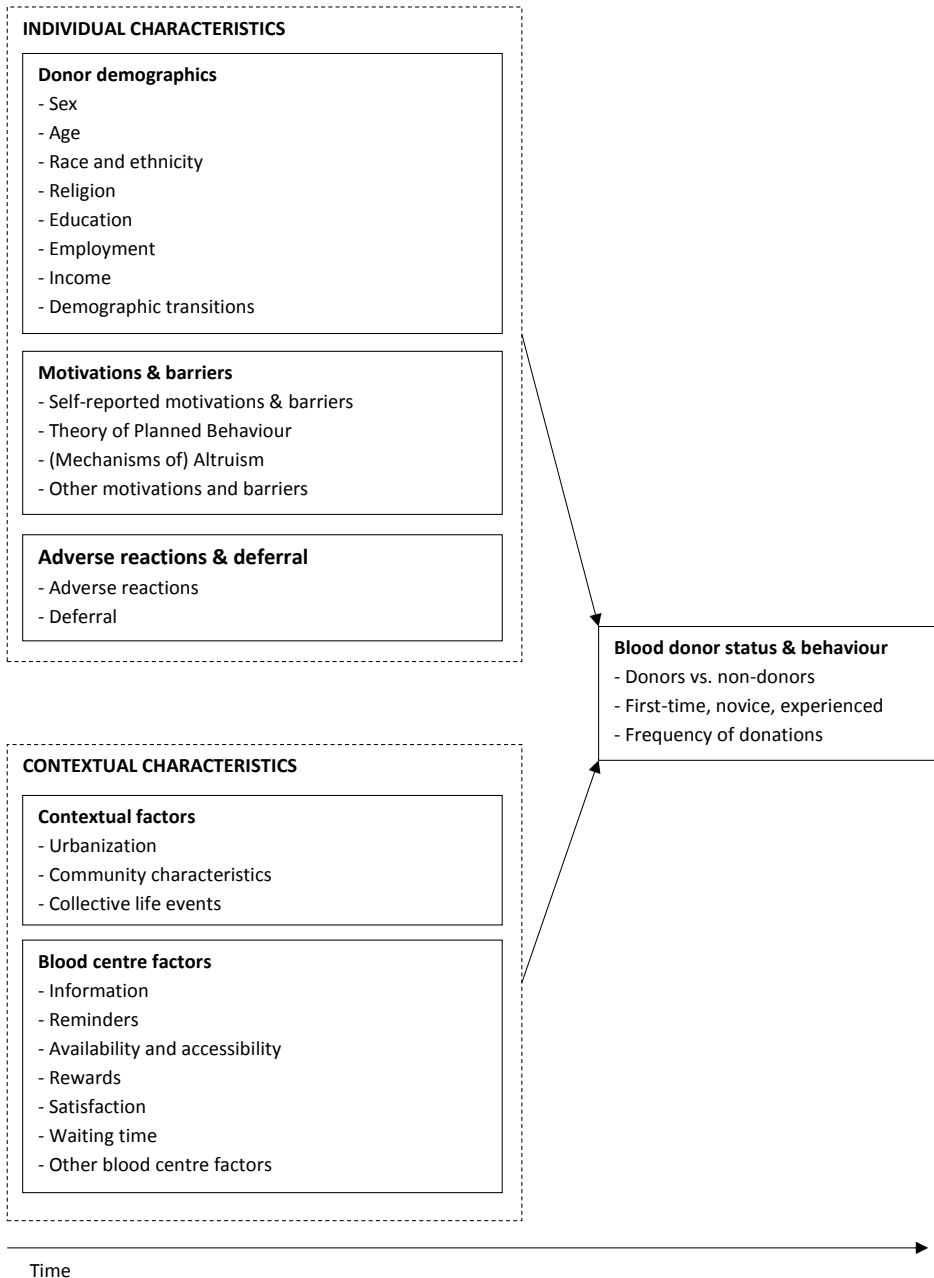 INDIVIDUAL CHARACTERISTICS
Donor demographics
- Sex
- Age
- Race and ethnicity
- Religion
- Education
- Employment
- Income
- Demographic transitions
Motivations & barriers
- Self-reported motivations & barriers
- Theory of Planned Behaviour
- (Mechanisms of) Altruism
- Other motivations and barriers
Adverse reactions & deferral
- Adverse reactions
- Deferral
Blood donor status & behaviour
- Donors vs. non-donors
- First-time, novice, experienced
- Frequency of donations
CONTEXTUAL CHARACTERISTICS
Contextual factors
- Urbanization
- Community characteristics
- Collective life events
Blood centre factors
- Information
- Reminders
- Availability and accessibility
- Rewards
- Satisfaction
- Waiting time
- Other blood centre factors
Time